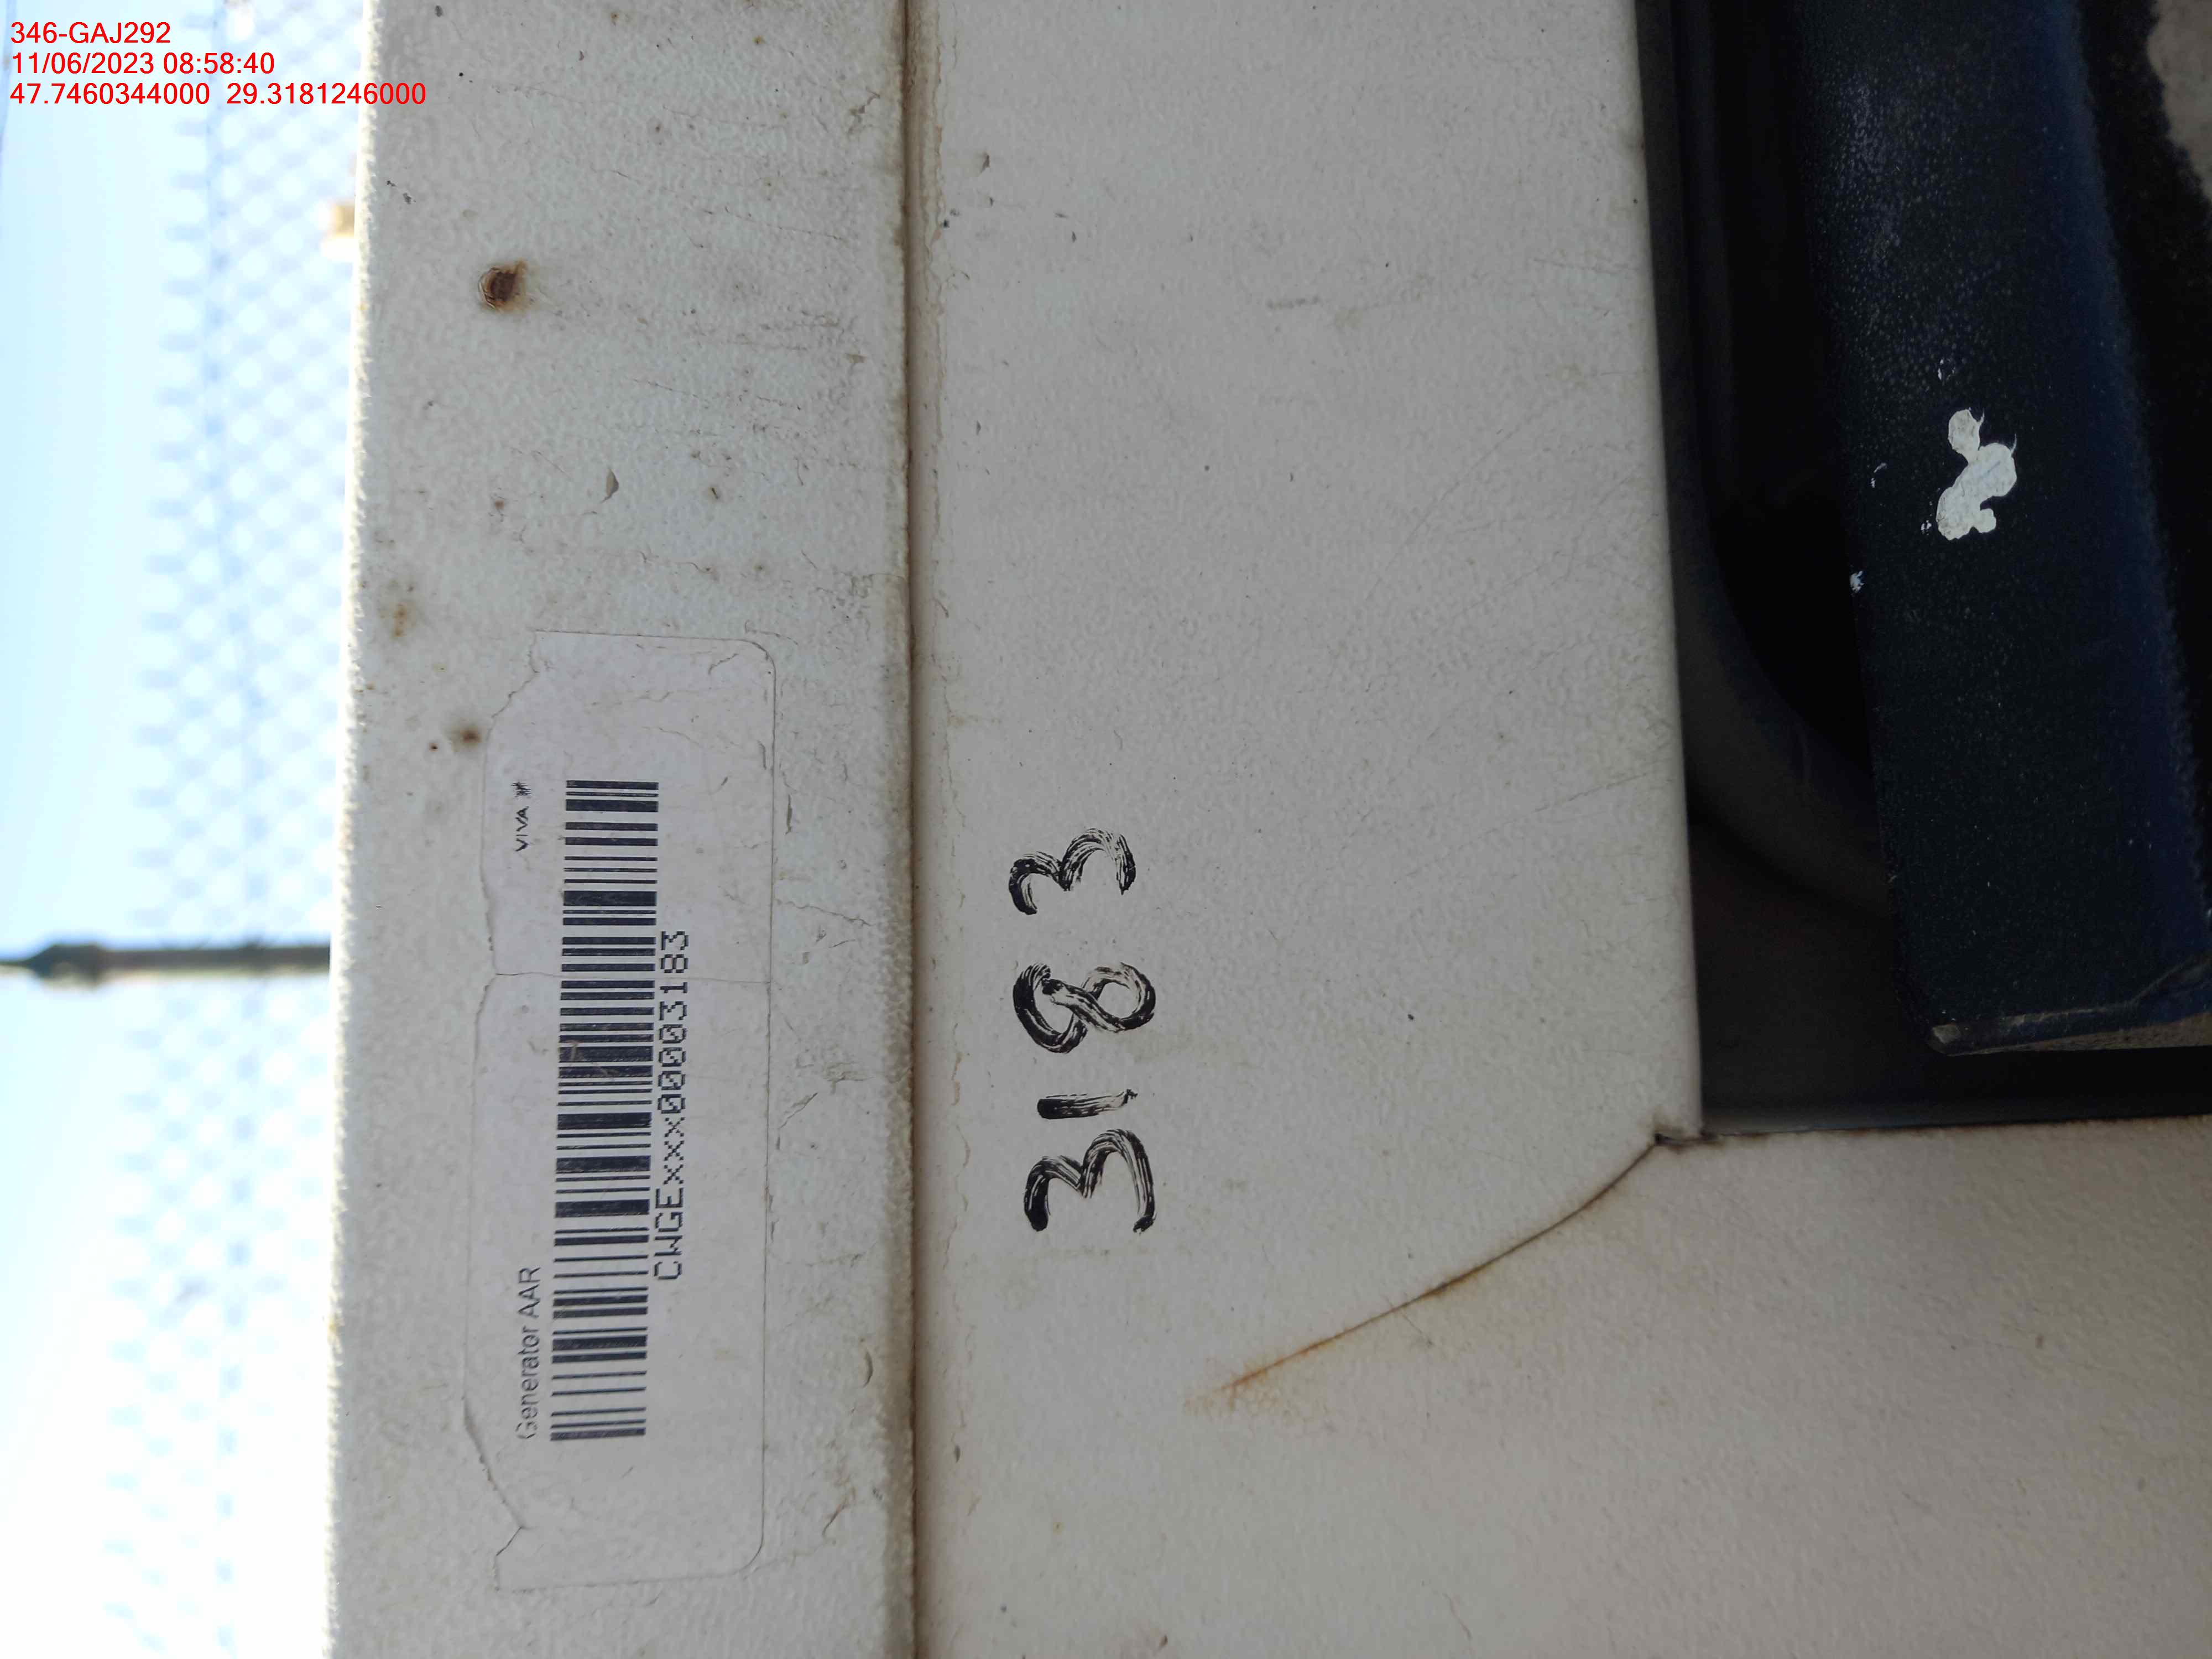 346-GAJ292
11/06/2023 08:58:40
47.7460344000 29.3181246000
Generator AAR
VIVA
CWGExxx00003183
3183